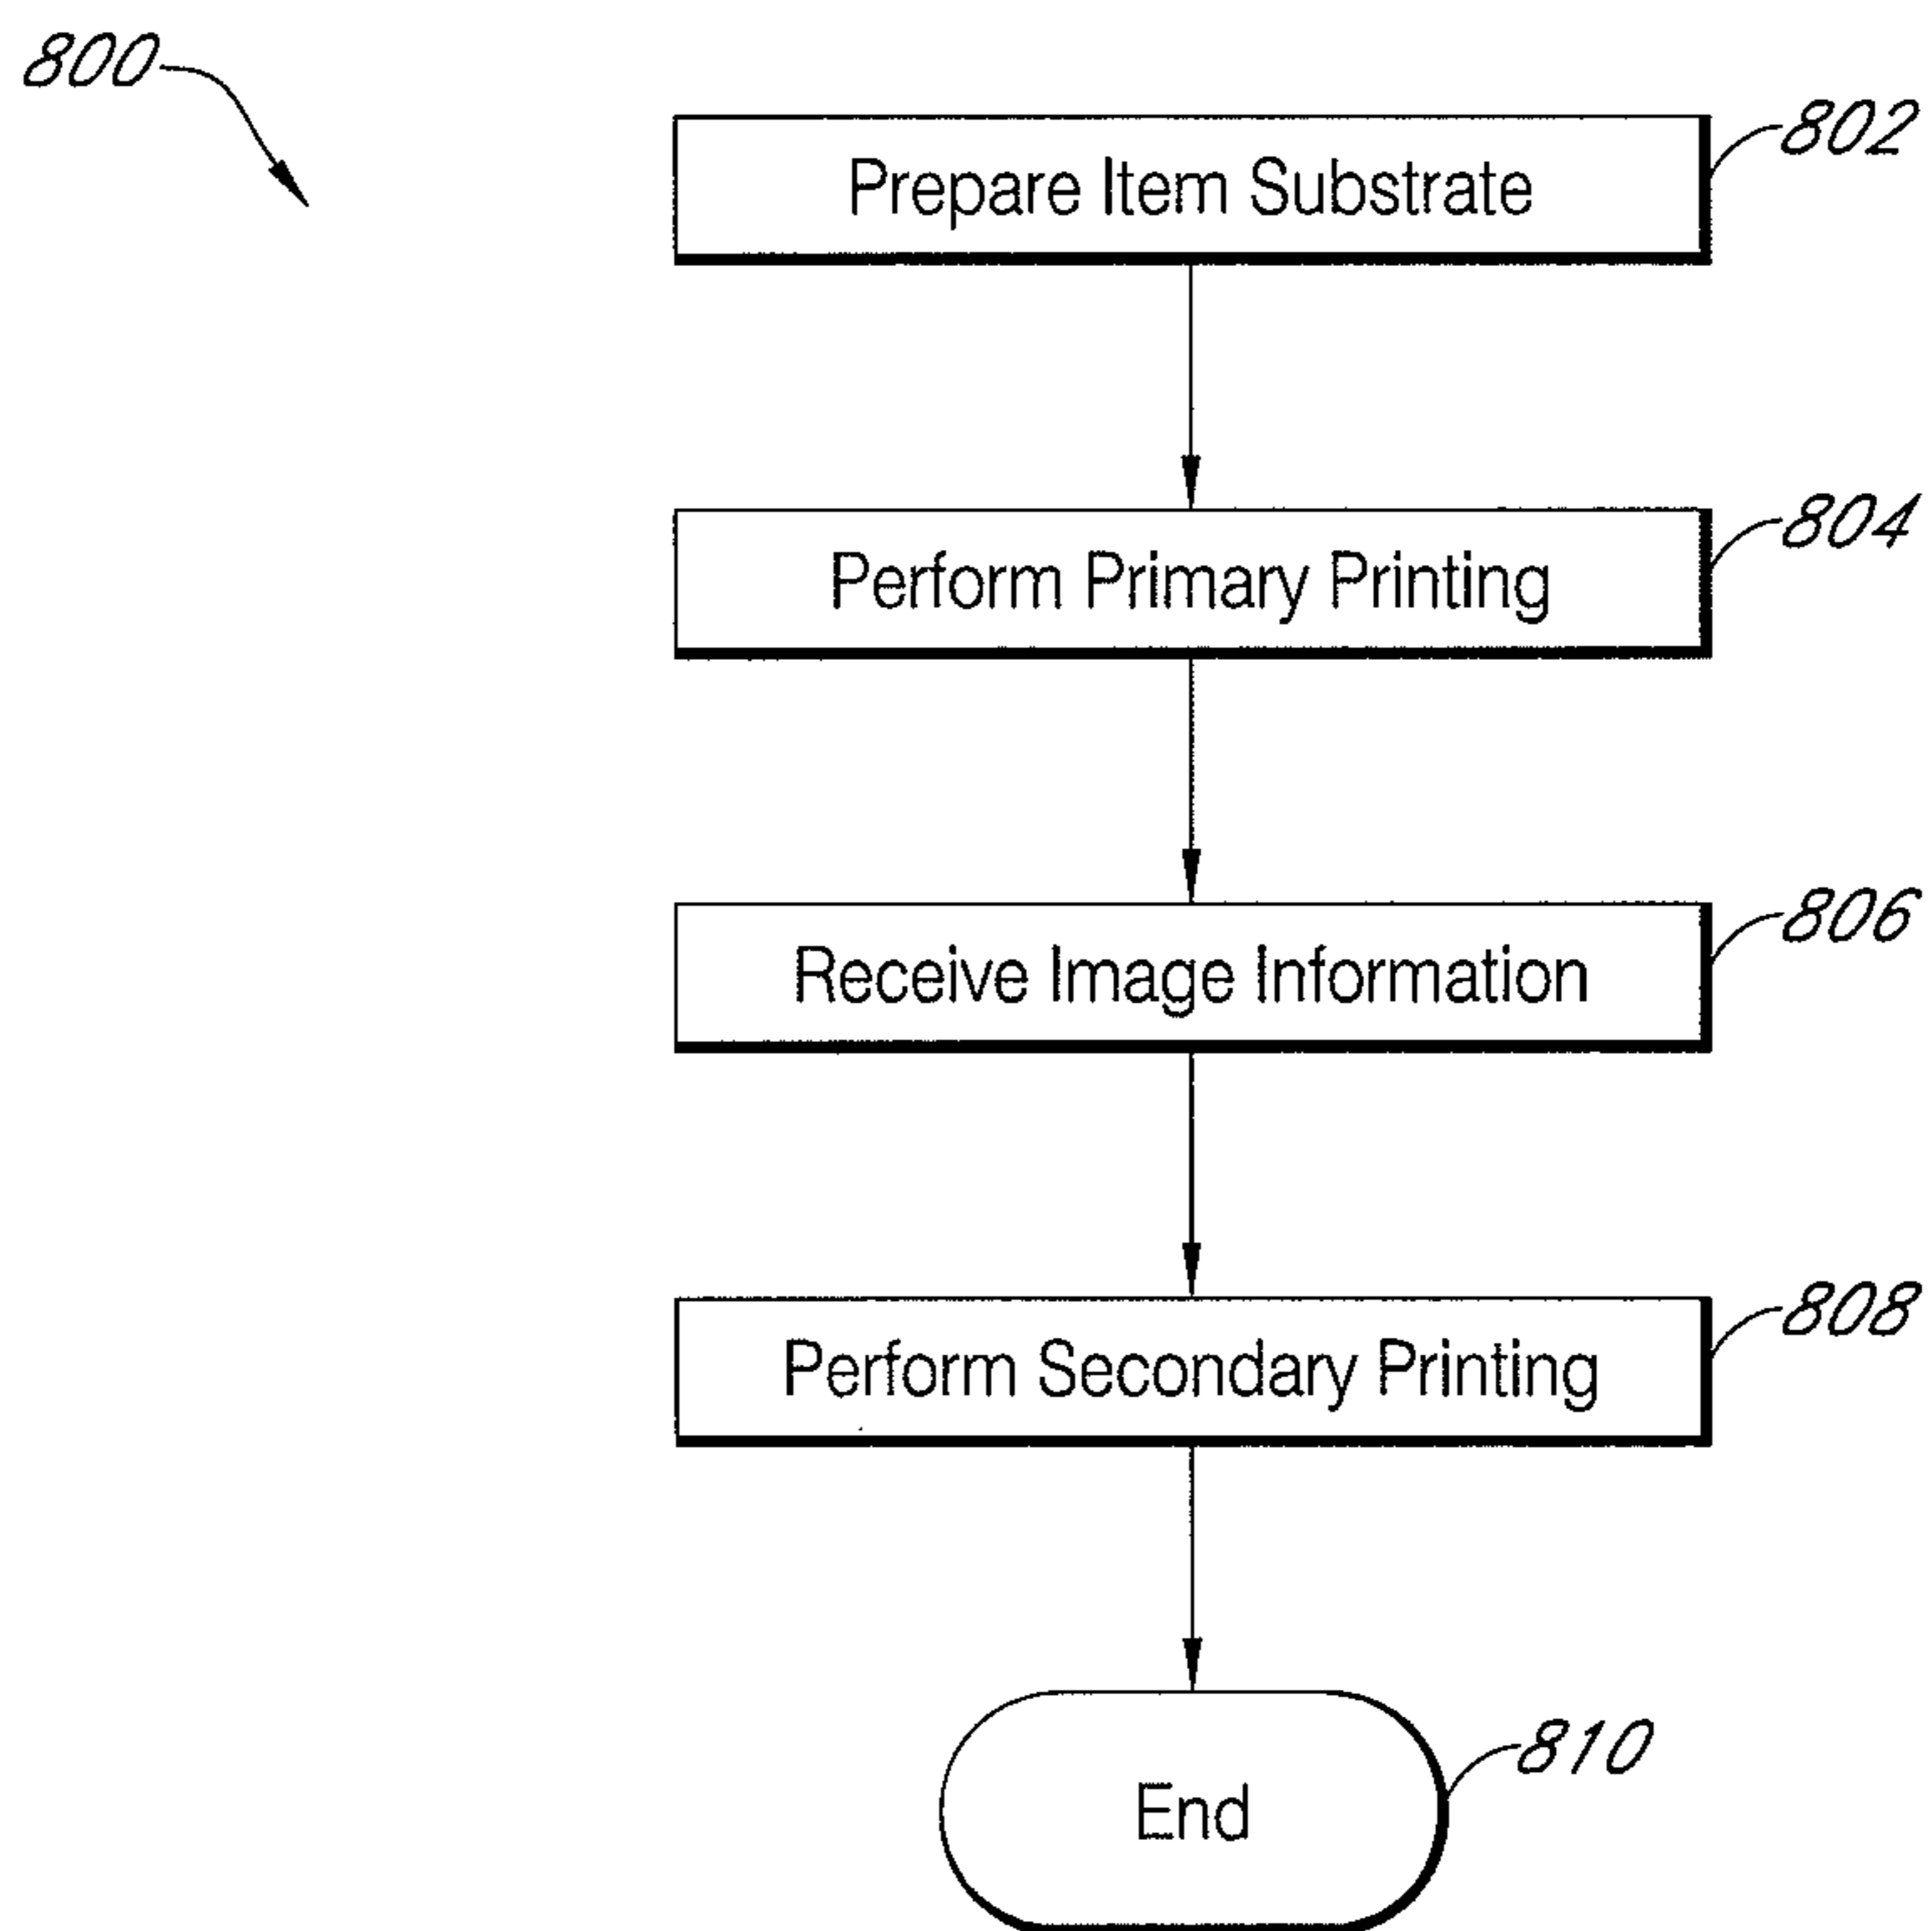 800
Prepare Item Substrate
802
Perform Primary Printing
804
Receive Image Information
806
Perform Secondary Printing
808
End
810